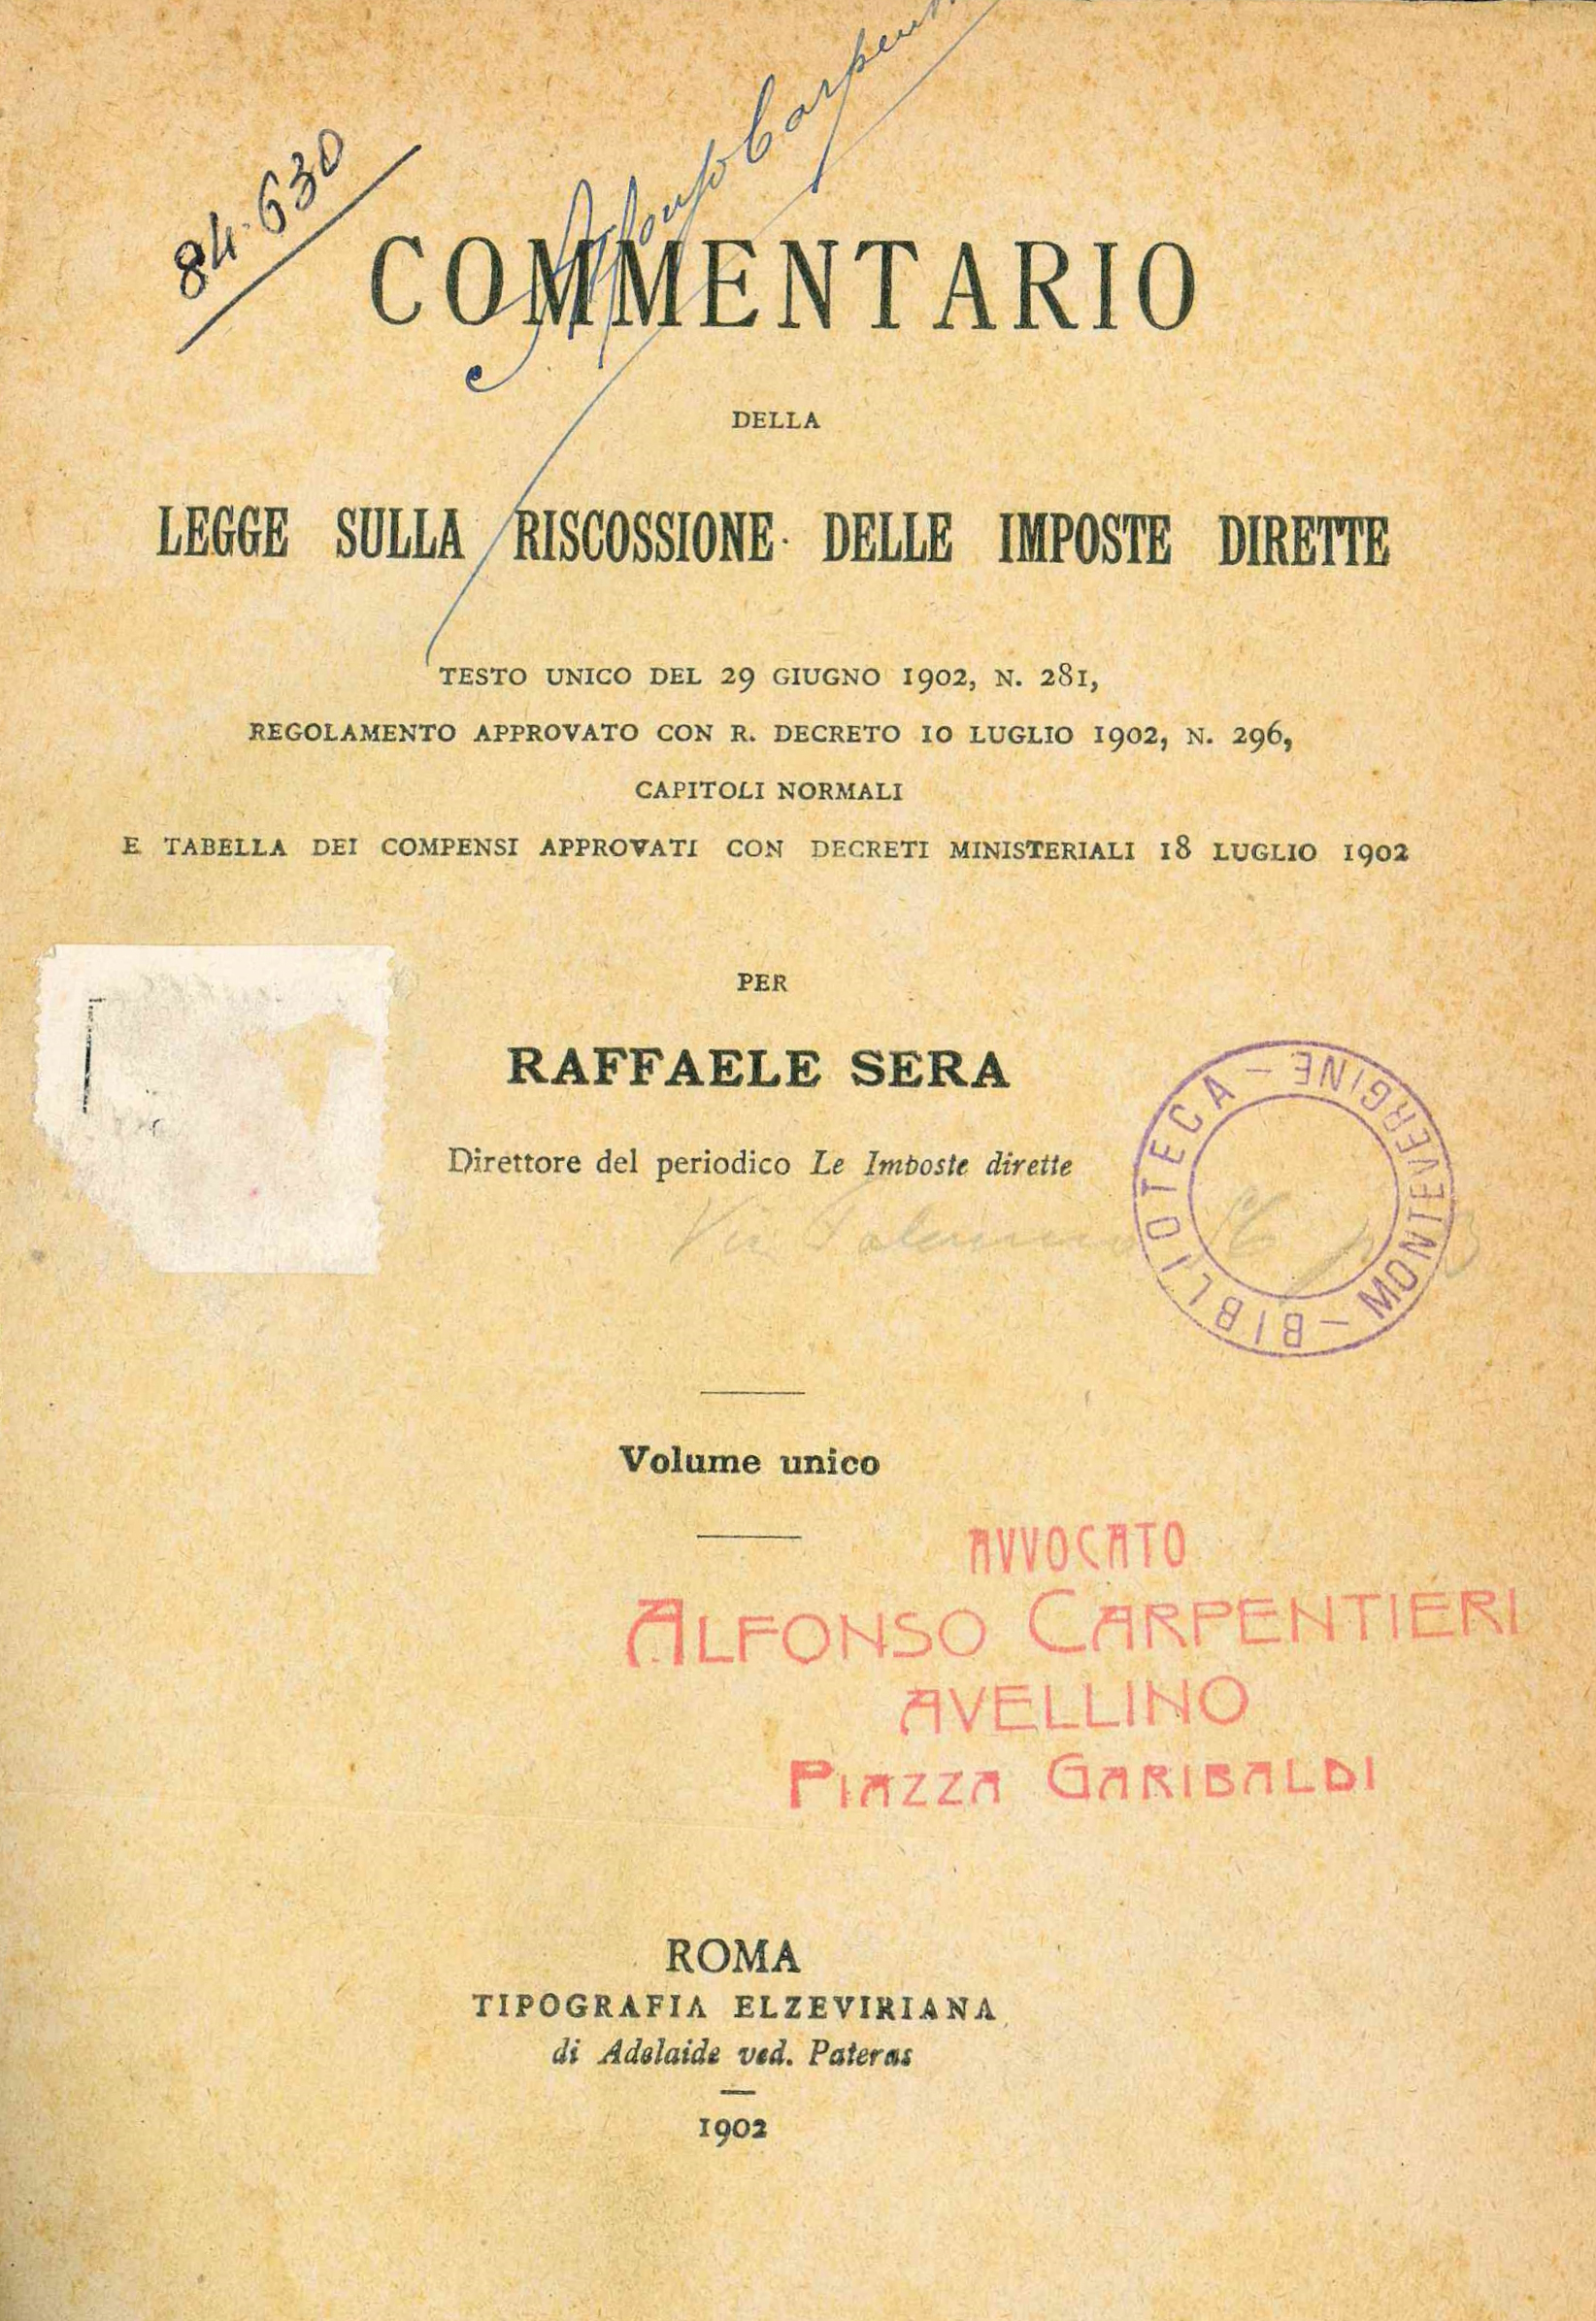 84.630
Alfonso
COMMENTARIO
DELLA
LEGGE SULLA RISCOSSIONE DELLE IMPOSTE DIRETTE
TESTO UNICO DEL 29 GIUGNO 1902, N. 281,
REGOLAMENTO APPROVATO CON R. DECRETO 10 LUGLIO 1902, N. 296,
CAPITOLI NORMALI
E TABELLA DEI COMPENSI APPROVATI CON DECRETI MINISTERIALI 18 LUGLIO 1902
PER
RAFFAELE SERA
Direttore del periodico Le Imposte dirette
BIBLIOTECA - MONTEVERGINE -
Volume unico
AVVOCATO
ALFONSO CARPENTIERI
AVELLINO
PIAZZA GARIBALDI
ROMA
TIPOGRAFIA ELZEVIRIANA
di Adelaide ved. Pateras
1902